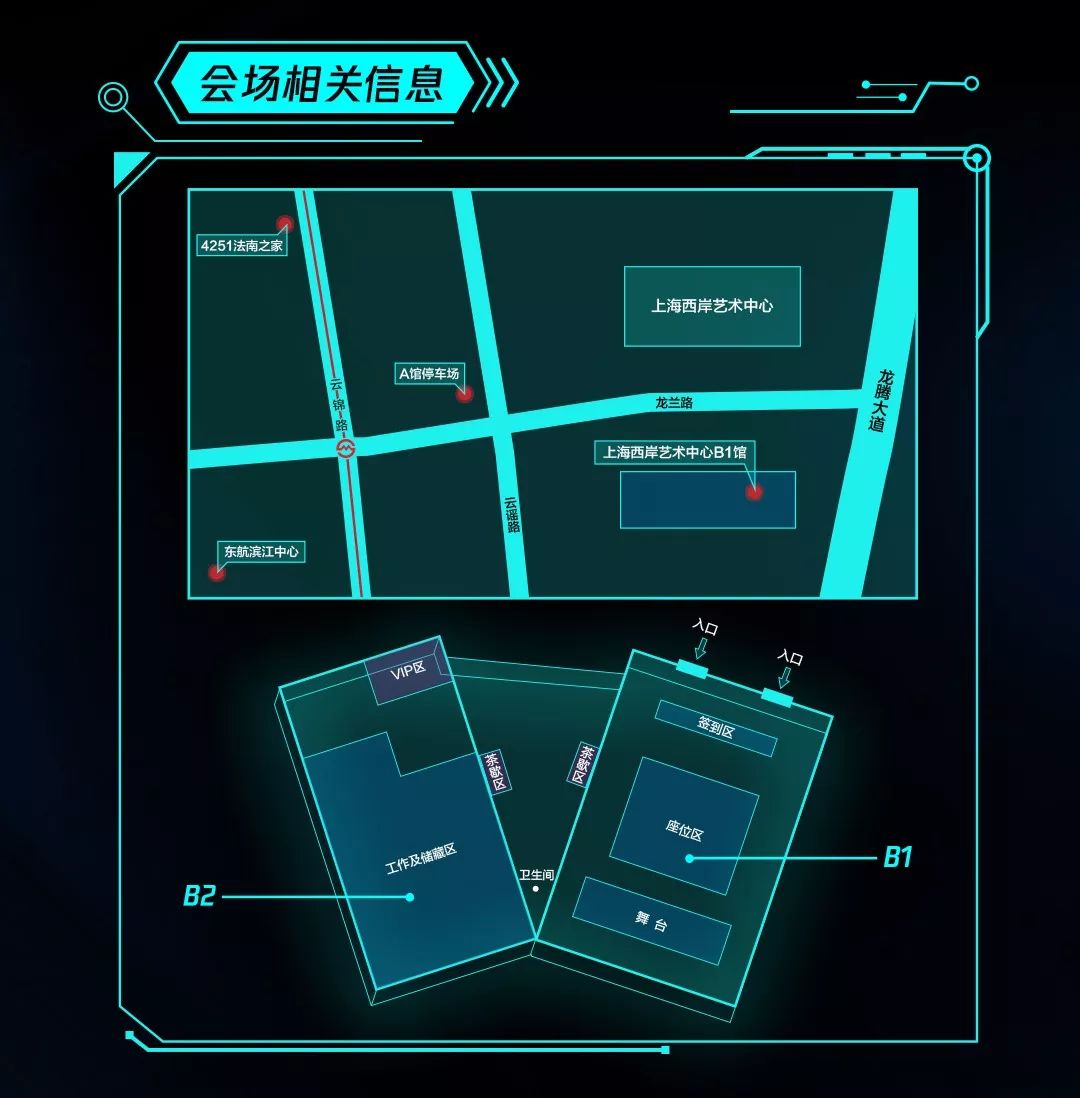 会场相关信息
4251法南之家
上海西岸艺术中心
A馆停车场
云锦路
龙兰路
龙腾大道
上海西岸艺术中心B1馆
云谣路
东航滨江中心
入口
入口
VIP区
签到区
茶歇区
茶歇区
座位区
工作及储藏区
B1
卫生间
B2
舞 台